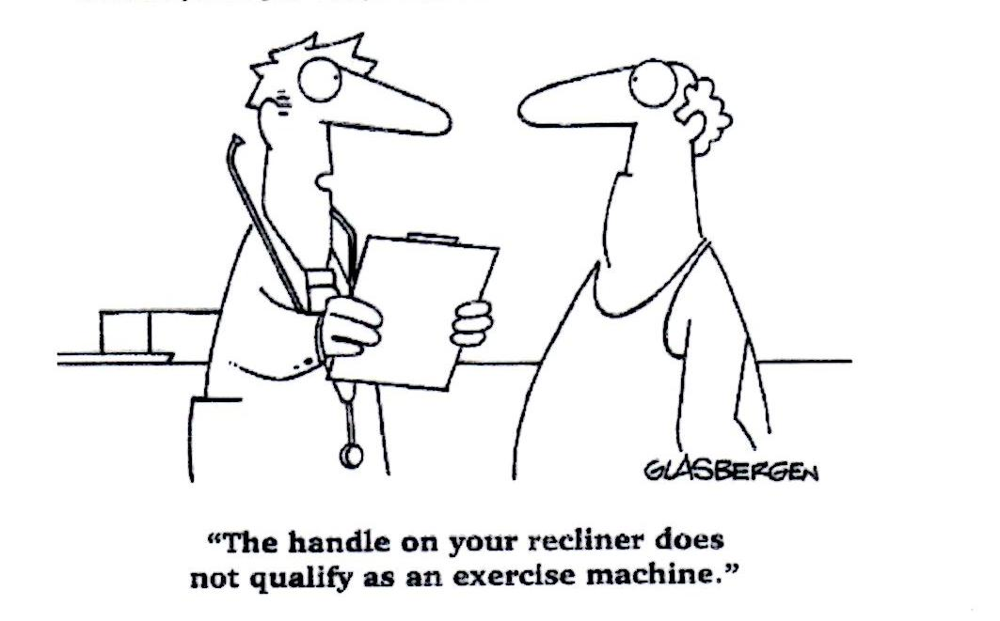 GLASBERGEN
“The handle on your recliner does
not qualify as an exercise machine.”